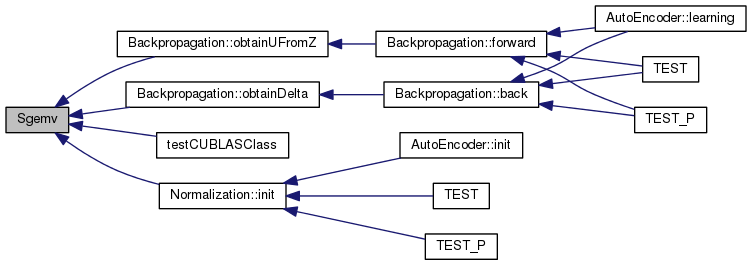 Sgemv
Backpropagation::obtainUFromZ
Backpropagation::obtainDelta
testCUBLASClass
Normalization::init
Backpropagation::forward
Backpropagation::back
AutoEncoder::init
TEST
TEST_P
AutoEncoder::learning
TEST
TEST_P